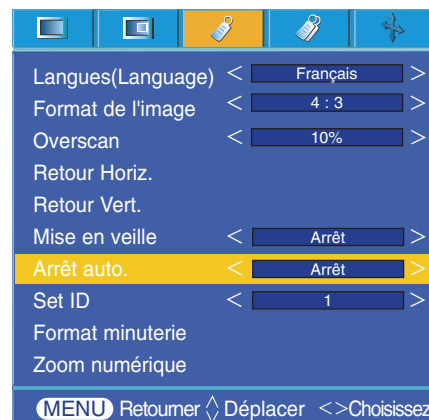 Langues(Language) < Français >
Format de l'image < 4 : 3 >
Overscan < 10% >
Retour Horiz.
Retour Vert.
Mise en veille < Arrêt >
Arrêt auto. < Arrêt >
Set ID < 1 >
Format minuterie
Zoom numérique
MENU Retourner Déplacer <>Choisissez